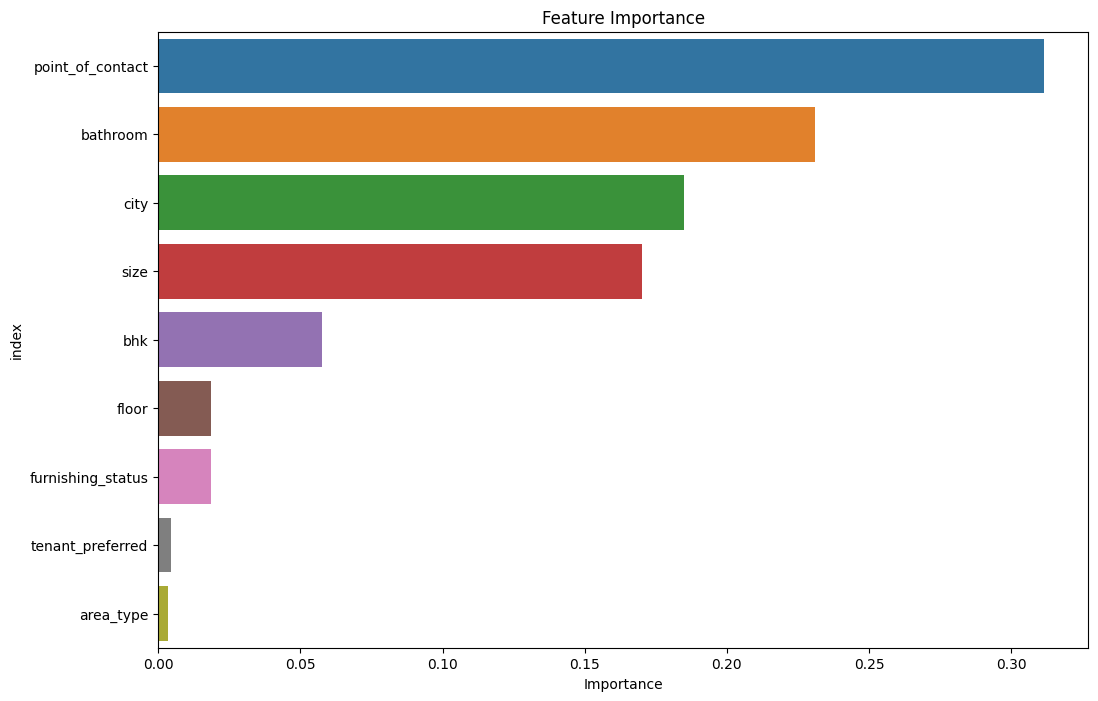 Feature Importance
point_of_contact
bathroom
city
size
bhk
floor
furnishing_status
tenant_preferred
area_type
index
0.00 0.05 0.10 0.15 0.20 0.25 0.30
Importance